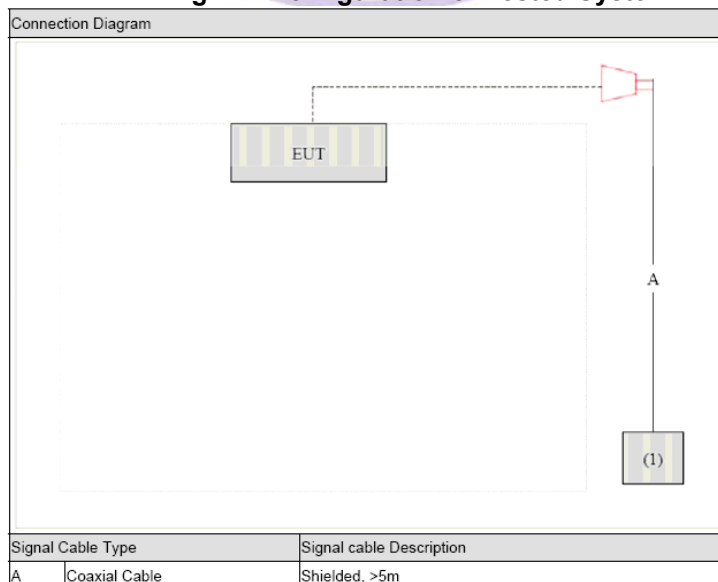 Connection Diagram
EUT
A
(1)
Signal Cable Type Signal cable Description
A Coaxial Cable Shielded, >5m